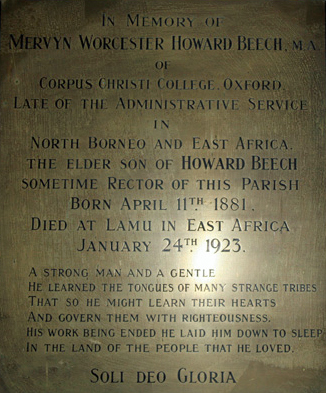 IN MEMORY OF
MERVYN WORCESTER HOWARD BEECH, M.A.
OF
CORPUS CHRISTI COLLEGE, OXFORD,
LATE OF THE ADMINISTRATIVE SERVICE
IN
NORTH BORNEO AND EAST AFRICA.
THE ELDER SON OF HOWARD BEECH
SOMETIME RECTOR OF THIS PARISH
BORN APRIL 11TH 1881.
DIED AT LAMU IN EAST AFRICA
JANUARY 24TH 1923.
A STRONG MAN AND A GENTLE
HE LEARNED THE TONGUES OF MANY STRANGE TRIBES
THAT SO HE MIGHT LEARN THEIR HEARTS
AND GOVERN THEM WITH RIGHTEOUSNESS.
HIS WORK BEING ENDED HE LAID HIM DOWN TO SLEEP
IN THE LAND OF THE PEOPLE THAT HE LOVED.
SOLI DEO GLORIA